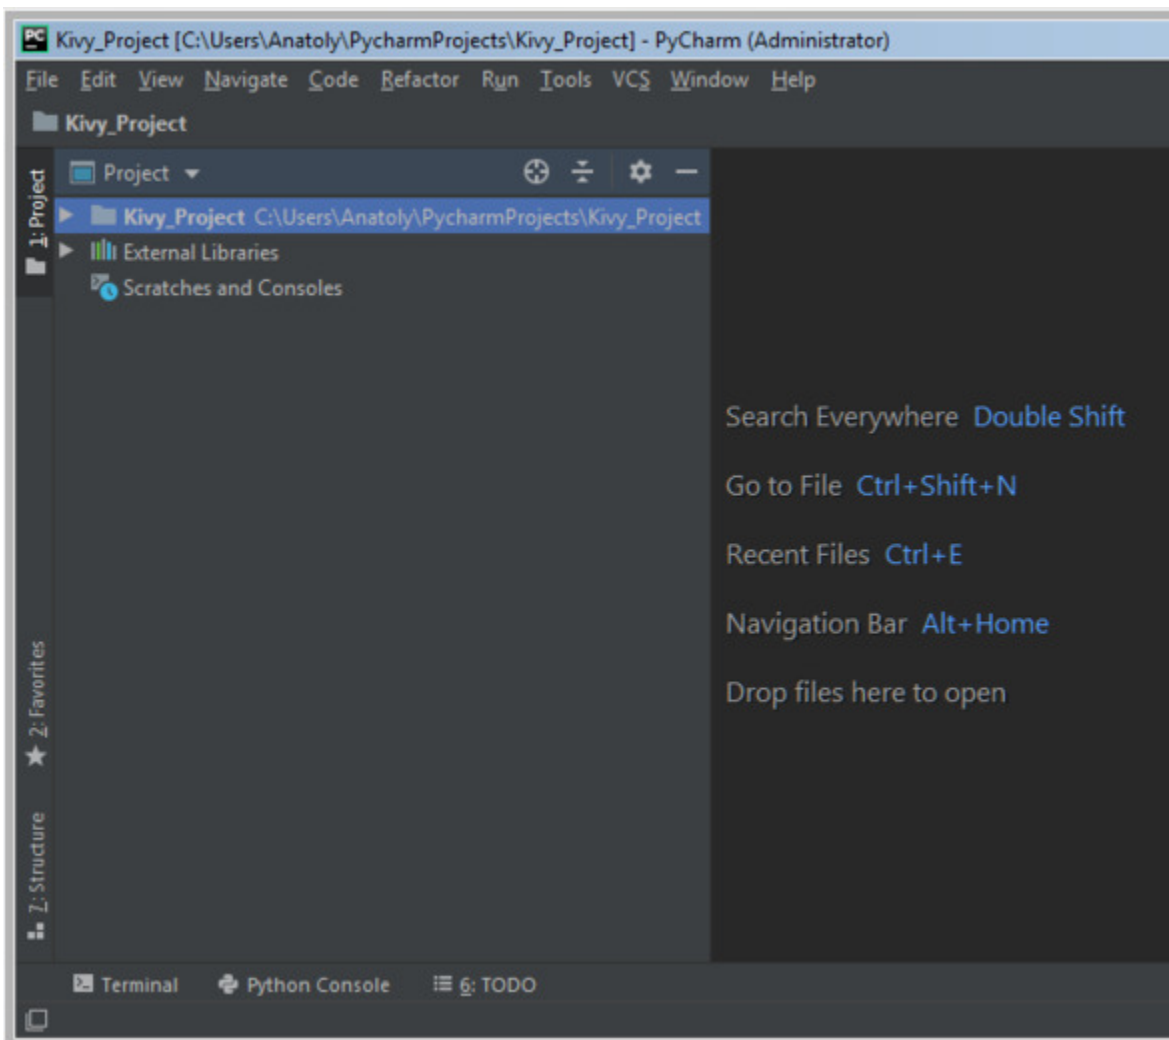 PC Kivy_Project [C:\Users\Anatoly\PycharmProjects\Kivy_Project] - PyCharm (Administrator)
File Edit View Navigate Code Refactor Run Tools VCS Window Help
Kivy_Project
1: Project
Project
Kivy_Project C:\Users\Anatoly\PycharmProjects\Kivy_Project
External Libraries
Scratches and Consoles
Search Everywhere Double Shift
Go to File Ctrl+Shift+N
Recent Files Ctrl+E
Navigation Bar Alt+Home
Drop files here to open
2: Favorites
7: Structure
Terminal Python Console 6: TODO